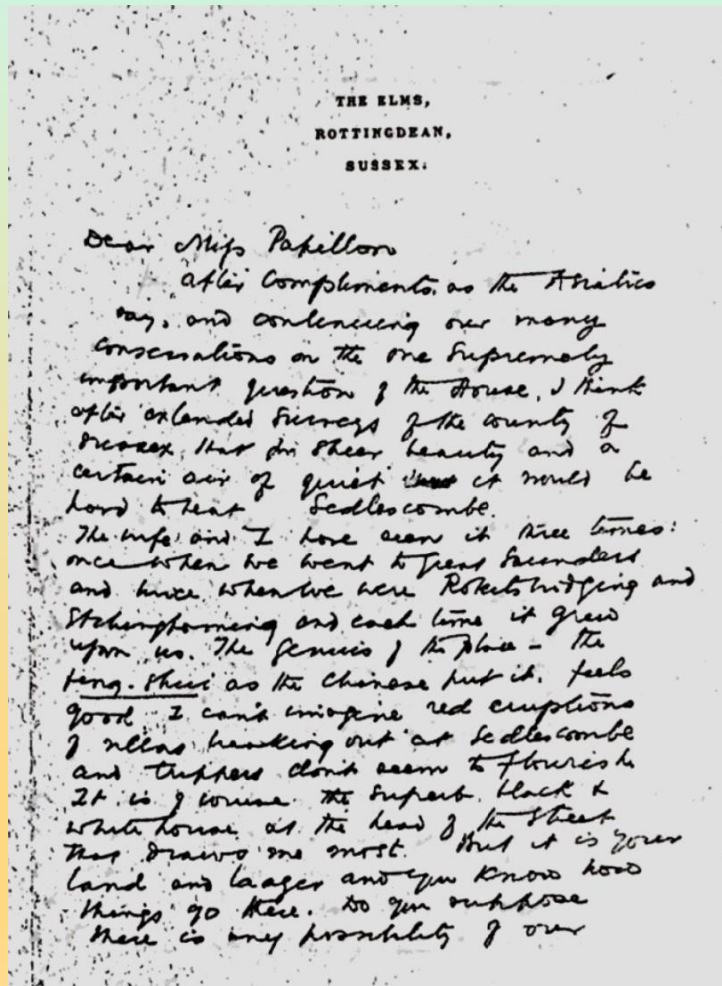 THE ELMS,
ROTTINGDEAN,
SUSSEX.
Dear Miss Papillon
after compliments, as the Asiatics
say, and continuing our many
conversations on the one supremely
important question of the House, I think
after extended surveys of the county of
Sussex that for sheer beauty and a
certain air of quiet it would be
hard to beat Sedlescombe.
The wife and I have seen it three times:
once when we went to Great Saunders
and twice when we were Robertsbridging and
Etchinghaming and each time it grew
upon us. The genius of the place – the
feng-shui as the Chinese put it, feels
good. I can't imagine red eruptions
of villas breaking out at Sedlescombe
and trippers don't seem to flourish
It is of course the superb black &
white house at the head of the street
that draws me most. But it is your
land and laager and you know how
things go there. Do you suppose
there is any possibility of our